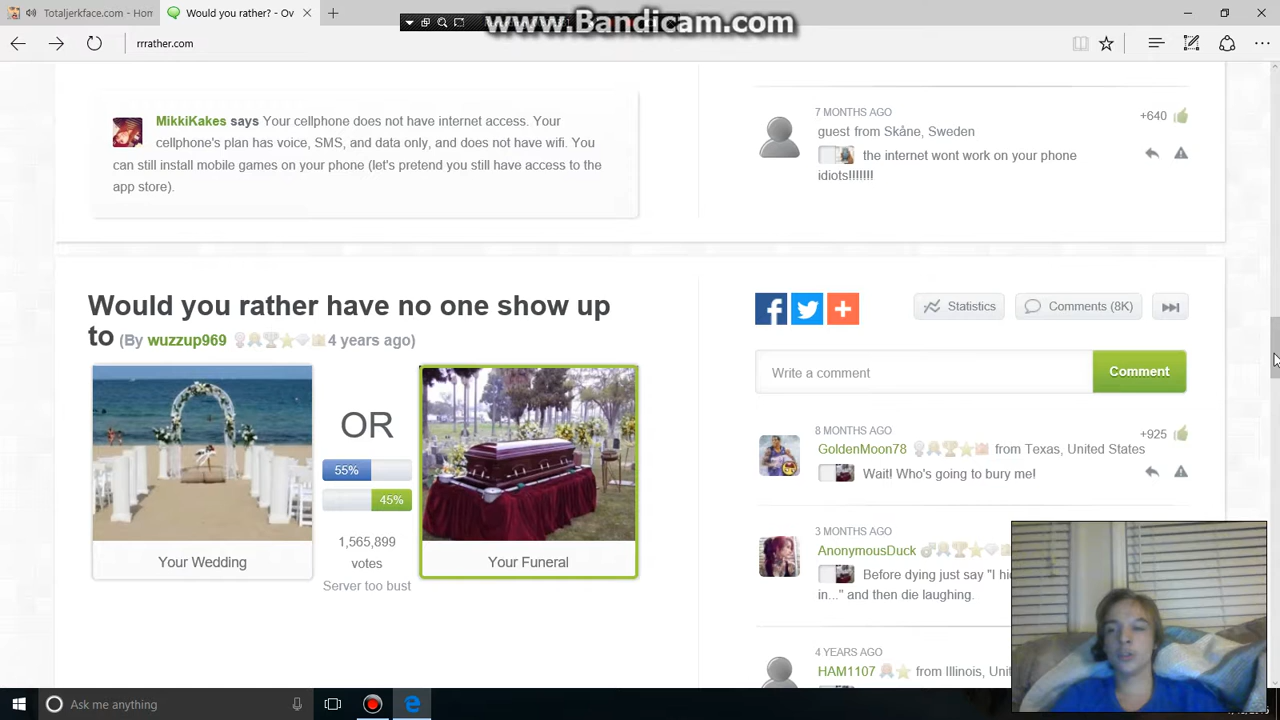 Totaljerkface.com - Hom
Would you rather? - Ov
www.Bandicam.com
rrrather.com
MikkiKakes says Your cellphone does not have internet access. Your
cellphone's plan has voice, SMS, and data only, and does not have wifi. You
can still install mobile games on your phone (let's pretend you still have access to the
app store).
7 MONTHS AGO
guest from Skåne, Sweden
+640
the internet wont work on your phone
idiots!!!!!!!
Would you rather have no one show up
to (By wuzzup969 4 years ago)
OR
55%
45%
1,565,899
votes
Server too bust
Your Wedding
Your Funeral
Statistics
Comments (8K)
Write a comment
Comment
8 MONTHS AGO
+925
GoldenMoon78 from Texas, United States
Wait! Who's going to bury me!
3 MONTHS AGO
AnonymousDuck
Before dying just say "I hi
in..." and then die laughing.
4 YEARS AGO
HAM1107 from Illinois, Unit
Ask me anything